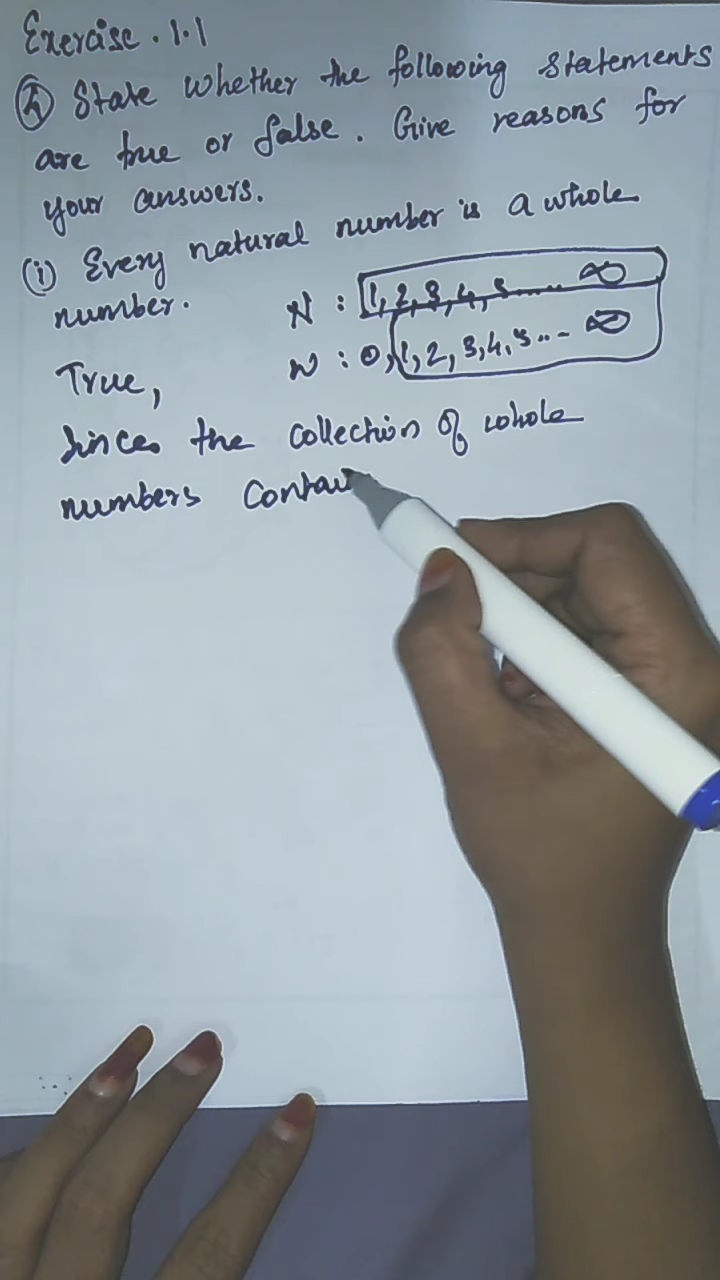 Exercise . 1.1
④ State whether the following statements
are true or false . Give reasons for
your answers.
(i) Every natural number is a whole
number.
N : 1, 2, 3, 4, 5..... ∞
W : 0, 1, 2, 3, 4, 5... ∞
True,
Since the collection of whole
numbers contai